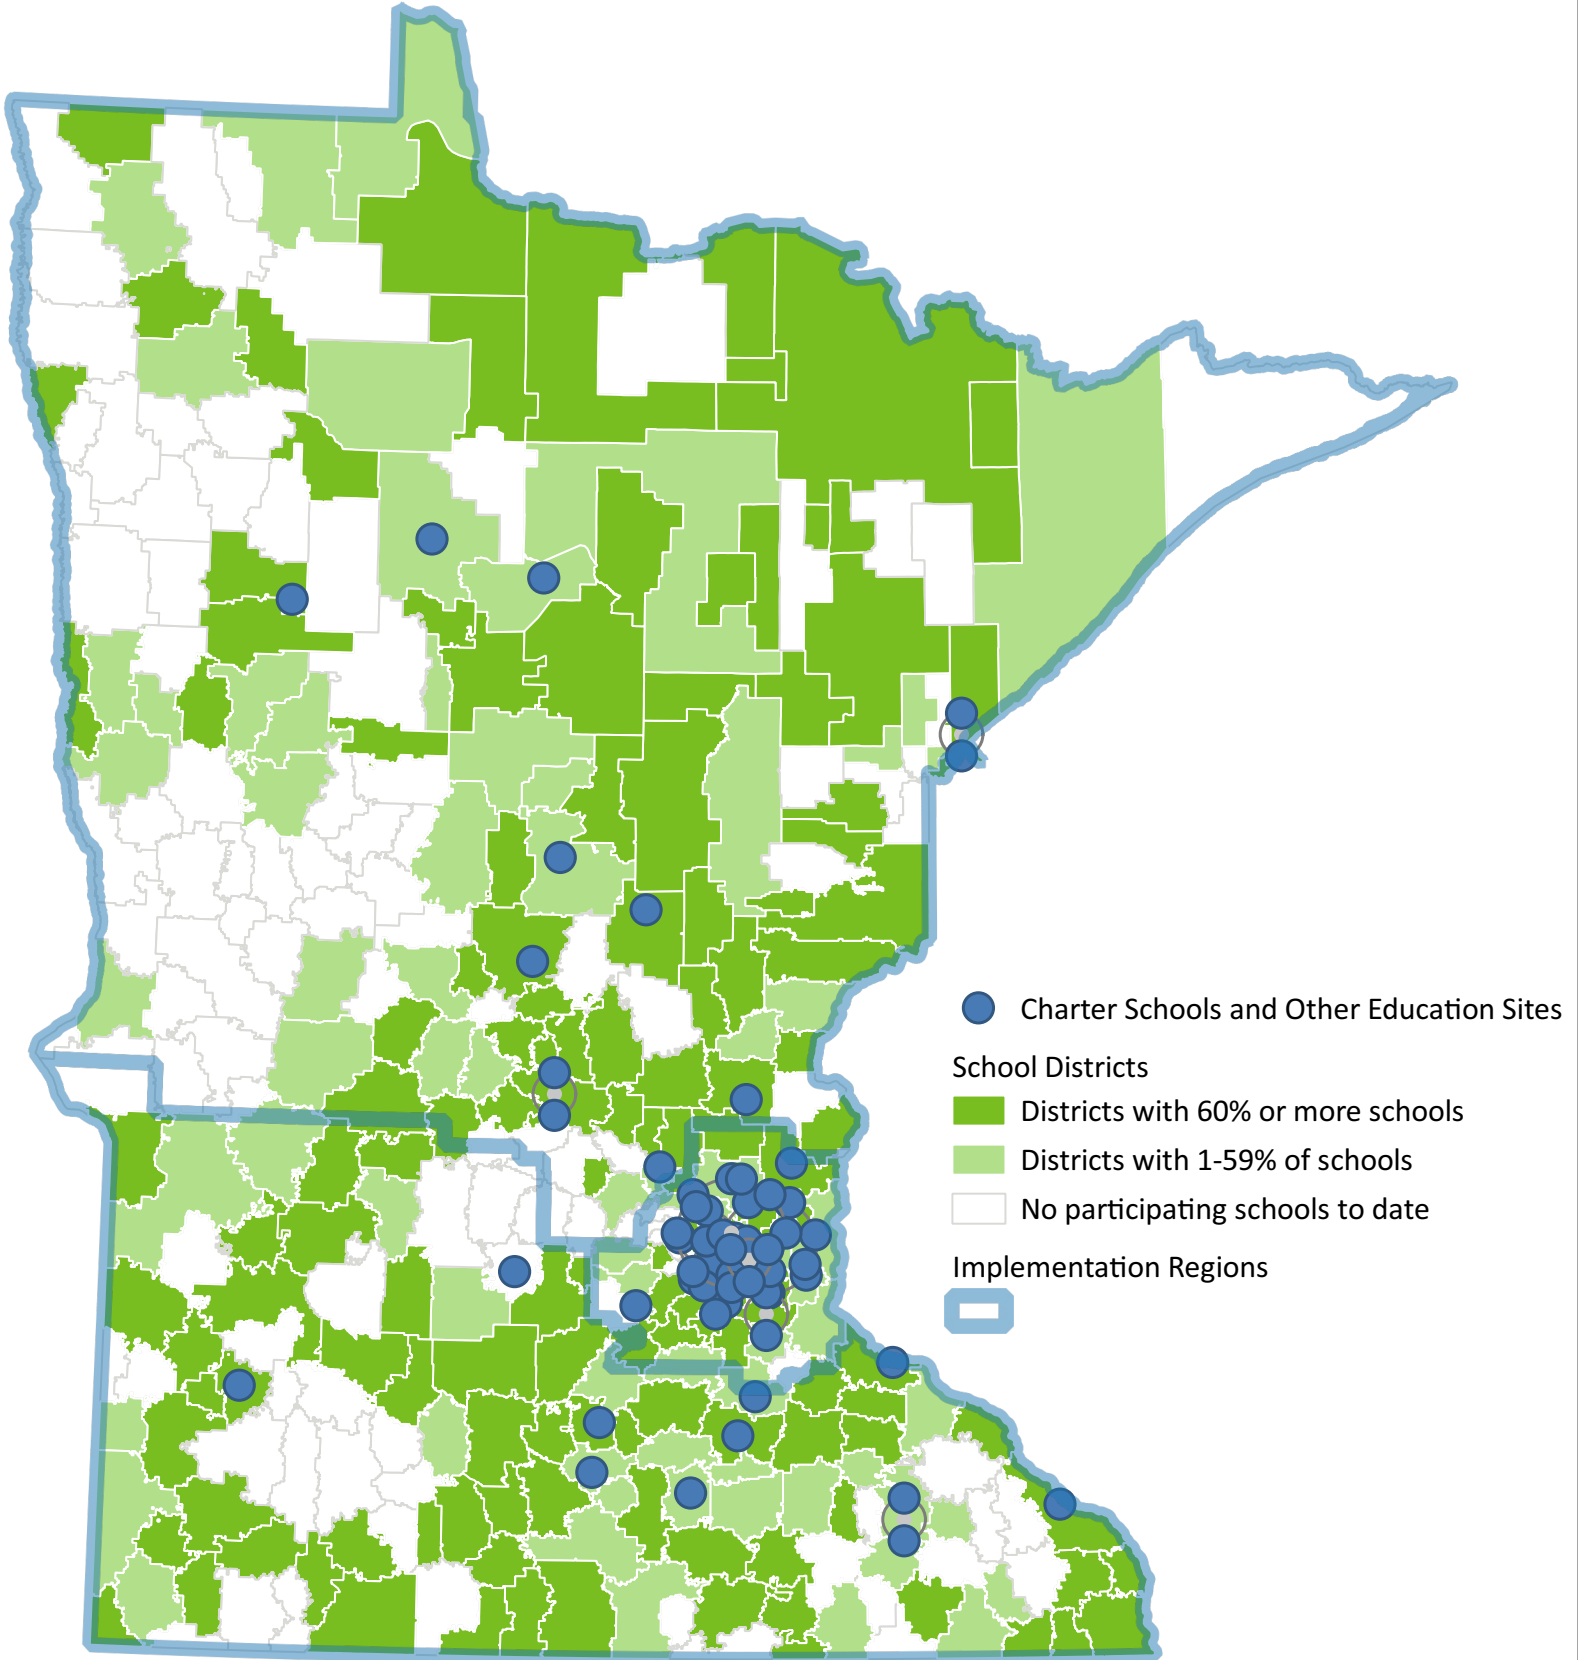 Charter Schools and Other Education Sites
School Districts
Districts with 60% or more schools
Districts with 1-59% of schools
No participating schools to date
Implementation Regions